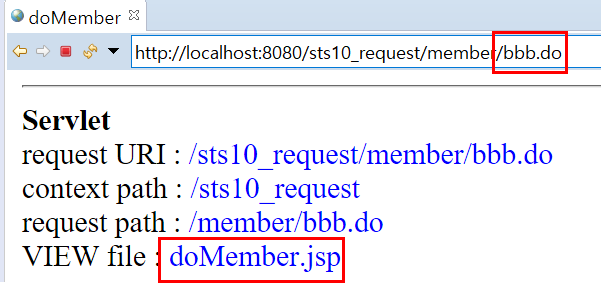 doMember
http://localhost:8080/sts10_request/member/bbb.do
Servlet
request URI : /sts10_request/member/bbb.do
context path : /sts10_request
request path : /member/bbb.do
VIEW file : doMember.jsp